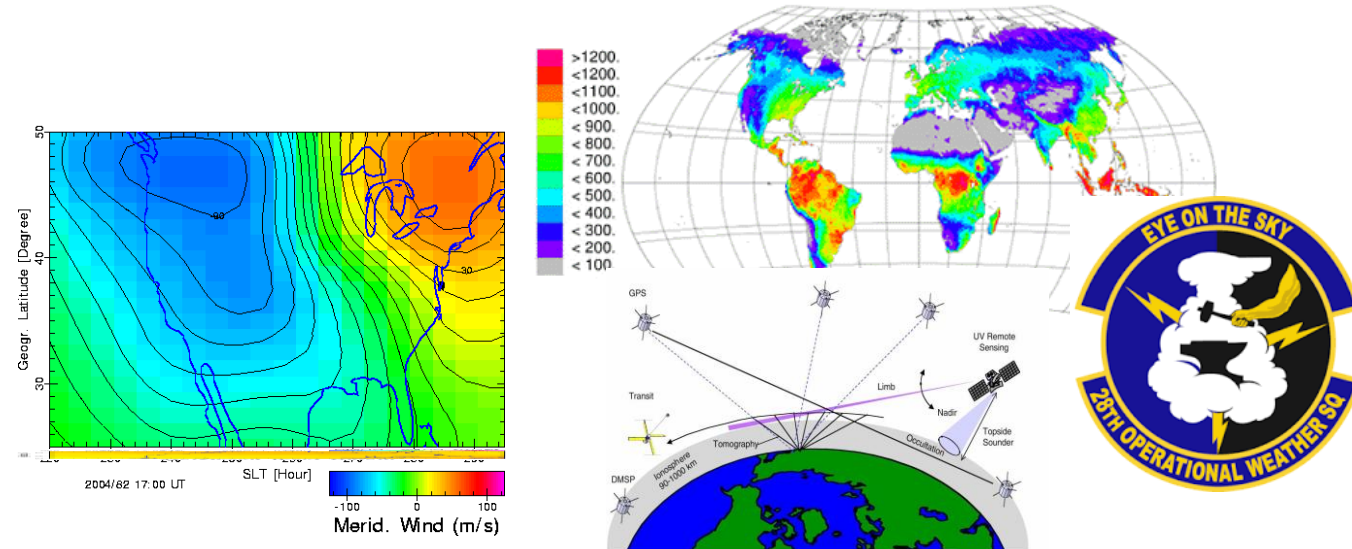 50
40
30
Geogr. Latitude [Degree]
90
30
SLT [Hour]
2004/82 17:00 UT
-100
0
100
Merid. Wind (m/s)
>1200.
<1200.
<1100.
<1000.
< 900.
< 800.
< 700.
< 600.
< 500.
< 400.
< 300.
< 200.
< 100
GPS
UV Remote
Sensing
Limb
Nadir
Transit
Tomography
Occultation
Topside
Sounder
Ionosphere
90-1000 km
DMSP
EYE ON THE SKY
28TH OPERATIONAL WEATHER SQ